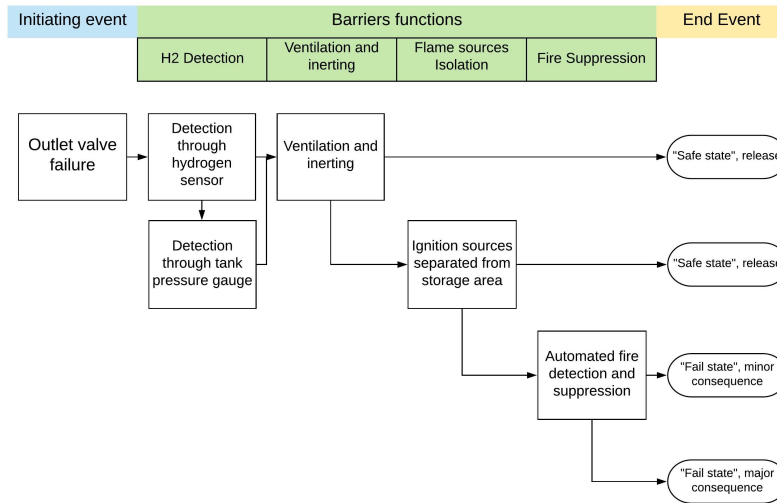 Initiating event
Barriers functions
End Event
H2 Detection
Ventilation and
inerting
Flame sources
Isolation
Fire Suppression
Outlet valve
failure
Detection
through
hydrogen
sensor
Ventilation and
inerting
"Safe state", release
Detection
through tank
pressure gauge
Ignition sources
separated from
storage area
"Safe state", release
Automated fire
detection and
suppression
"Fail state", minor
consequence
"Fail state", major
consequence